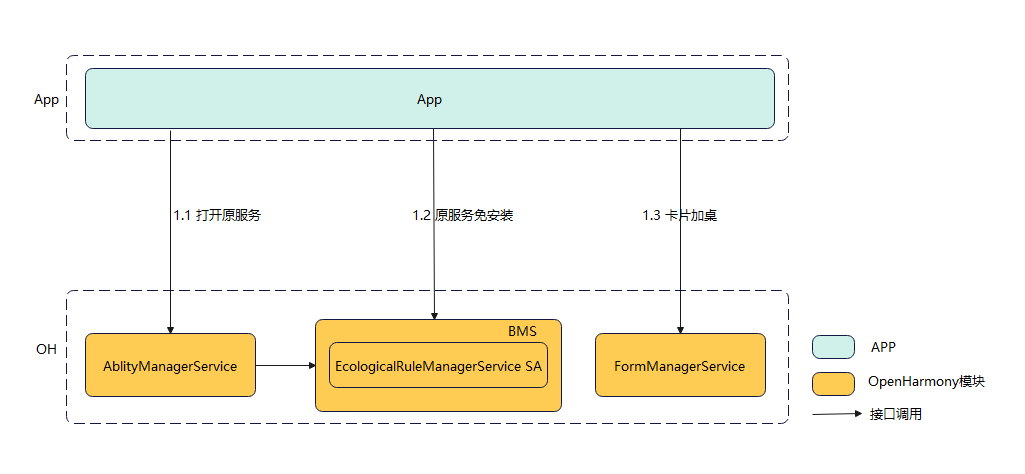 App
App
1.1 打开原服务
1.2 原服务免安装
1.3 卡片加桌
OH
AblityManagerService
BMS
EcologicalRuleManagerService SA
FormManagerService
APP
OpenHarmony模块
接口调用